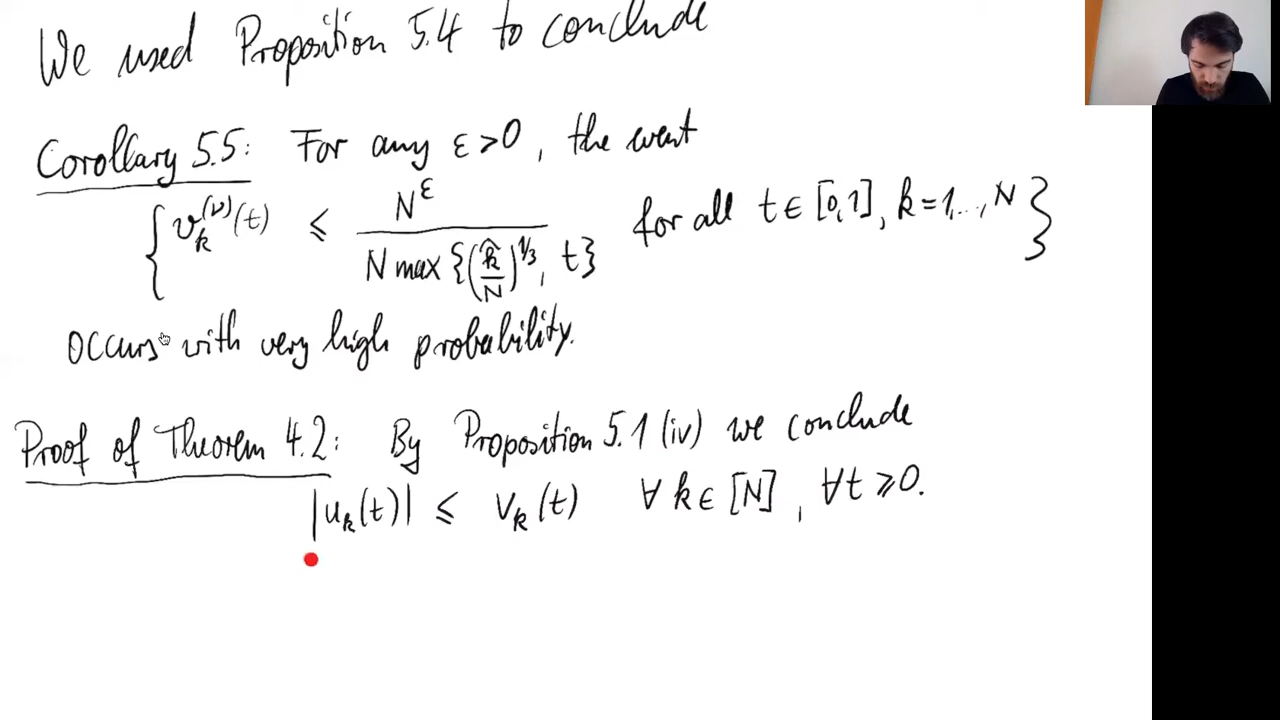 We used Proposition 5.4 to conclude
Corollary 5.5: For any ε>0, the event
{ v_k^{(ν)}(t) ≤ N^ε / (N max{(k̂/N)^{1/3}, t}) for all t∈[0,1], k=1,...,N }
occurs with very high probability.
Proof of Theorem 4.2: By Proposition 5.1 (iv) we conclude
|u_k(t)| ≤ v_k(t) ∀ k∈[N], ∀t⩾0.